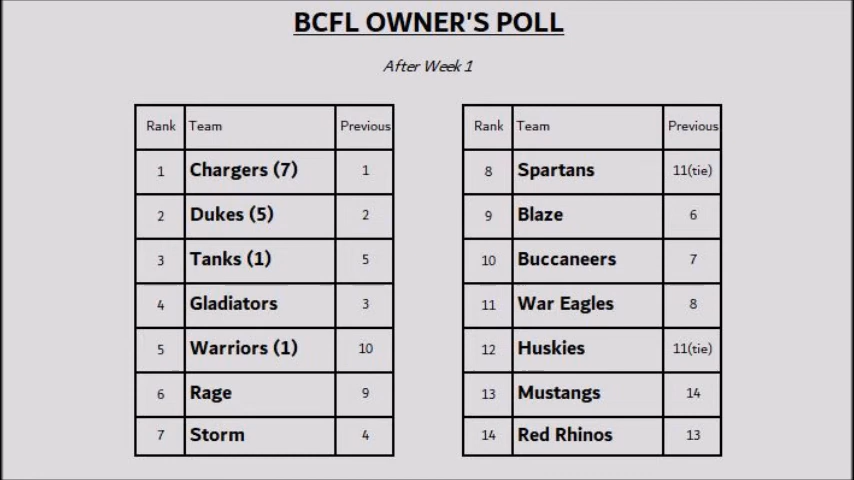 BCFL OWNER'S POLL
After Week 1
Rank Team Previous
1 Chargers (7) 1
2 Dukes (5) 2
3 Tanks (1) 5
4 Gladiators 3
5 Warriors (1) 10
6 Rage 9
7 Storm 4
Rank Team Previous
8 Spartans 11(tie)
9 Blaze 6
10 Buccaneers 7
11 War Eagles 8
12 Huskies 11(tie)
13 Mustangs 14
14 Red Rhinos 13